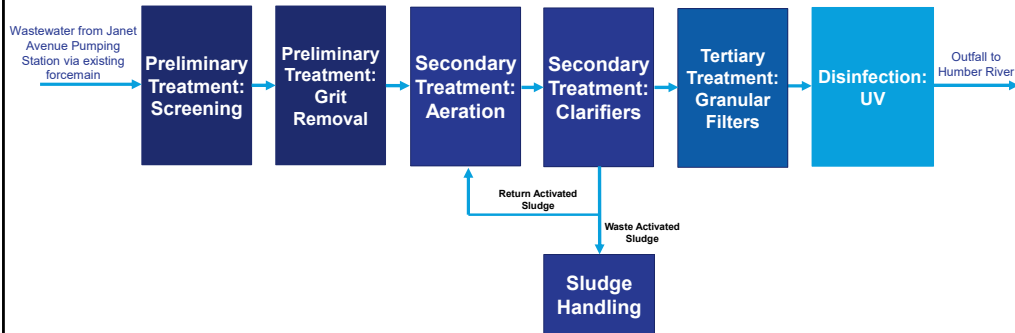 Wastewater from Janet
Avenue Pumping
Station via existing
forcemain
Preliminary
Treatment:
Screening
Preliminary
Treatment:
Grit
Removal
Secondary
Treatment:
Aeration
Secondary
Treatment:
Clarifiers
Tertiary
Treatment:
Granular
Filters
Disinfection:
UV
Outfall to
Humber River
Return Activated
Sludge
Waste Activated
Sludge
Sludge
Handling